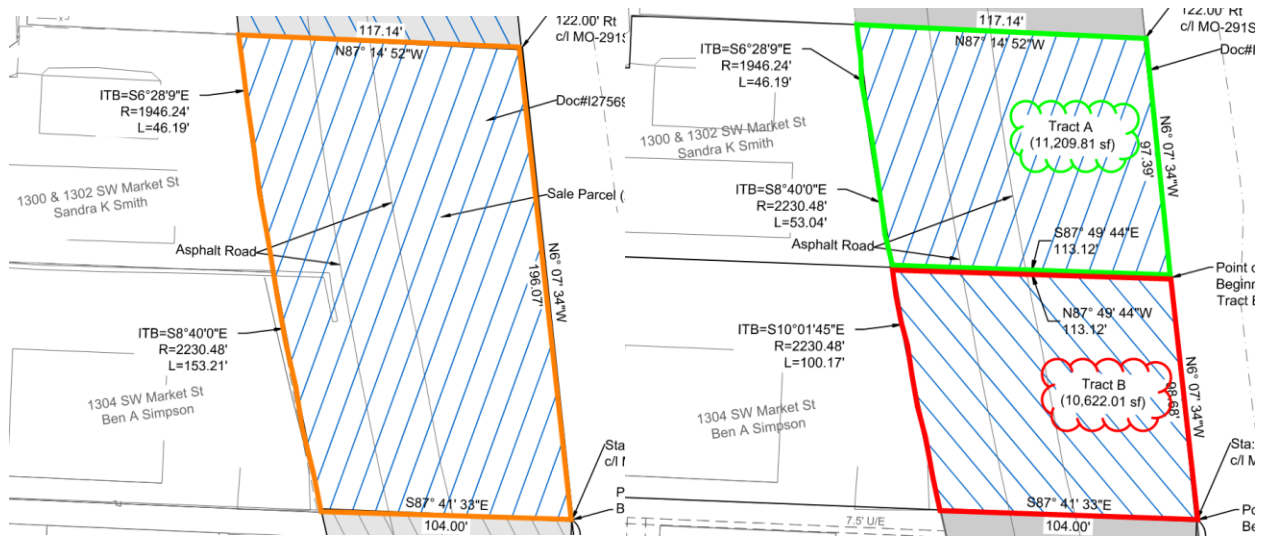 117.14'
N87° 14' 52"W
122.00' Rt
c/l MO-291S
ITB=S6°28'9"E
R=1946.24'
L=46.19'
Doc#I27569
1300 & 1302 SW Market St
Sandra K Smith
Sale Parcel (
Asphalt Road
N6° 07' 34"W
196.07'
ITB=S8°40'0"E
R=2230.48'
L=153.21'
1304 SW Market St
Ben A Simpson
Sta:
c/l M
S87° 41' 33"E
104.00'
P
B
117.14'
N87° 14' 52"W
122.00' Rt
c/l MO-291S
ITB=S6°28'9"E
R=1946.24'
L=46.19'
Doc#I
Tract A
(11,209.81 sf)
N6° 07' 34"W
97.39'
1300 & 1302 SW Market St
Sandra K Smith
ITB=S8°40'0"E
R=2230.48'
L=53.04'
Asphalt Road
S87° 49' 44"E
113.12'
Point o
Beginn
Tract B
N87° 49' 44"W
113.12'
ITB=S10°01'45"E
R=2230.48'
L=100.17'
Tract B
(10,622.01 sf)
N6° 07' 34"W
98.68'
1304 SW Market St
Ben A Simpson
Sta:
c/l M
S87° 41' 33"E
104.00'
7.5' U/E
Po
Be